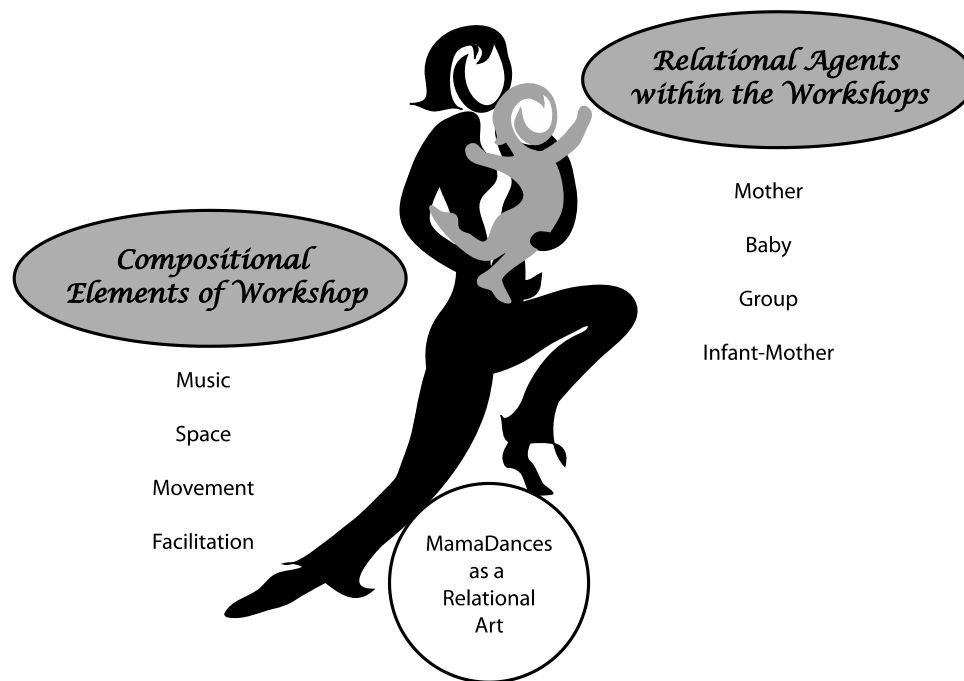 Relational Agents
within the Workshops
Mother
Baby
Group
Infant-Mother
Compositional
Elements of Workshop
Music
Space
Movement
Facilitation
MamaDances
as a
Relational
Art